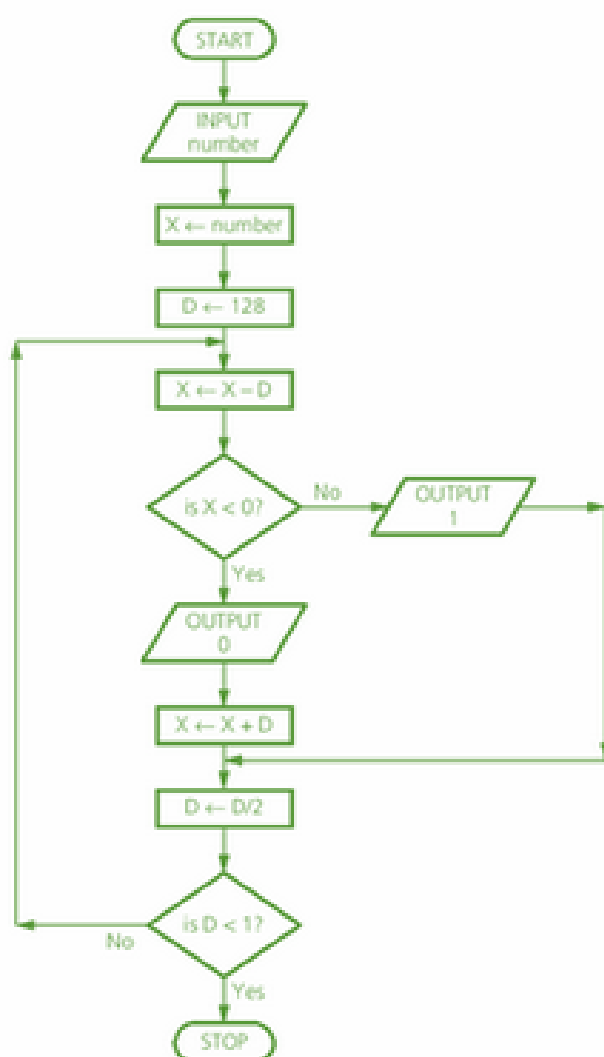 START
INPUT
number
X ← number
D ← 128
X ← X – D
is X < 0?
No
OUTPUT
1
Yes
OUTPUT
0
X ← X + D
D ← D/2
is D < 1?
No
Yes
STOP